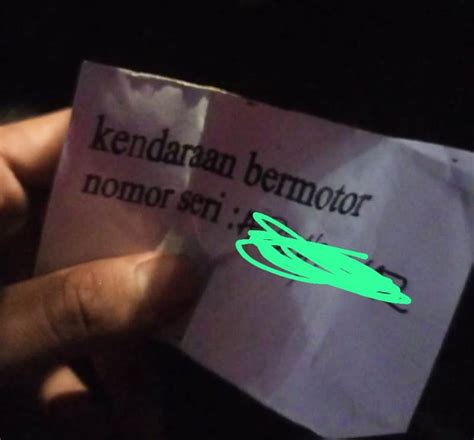 kendaraan bermotor
nomor seri :